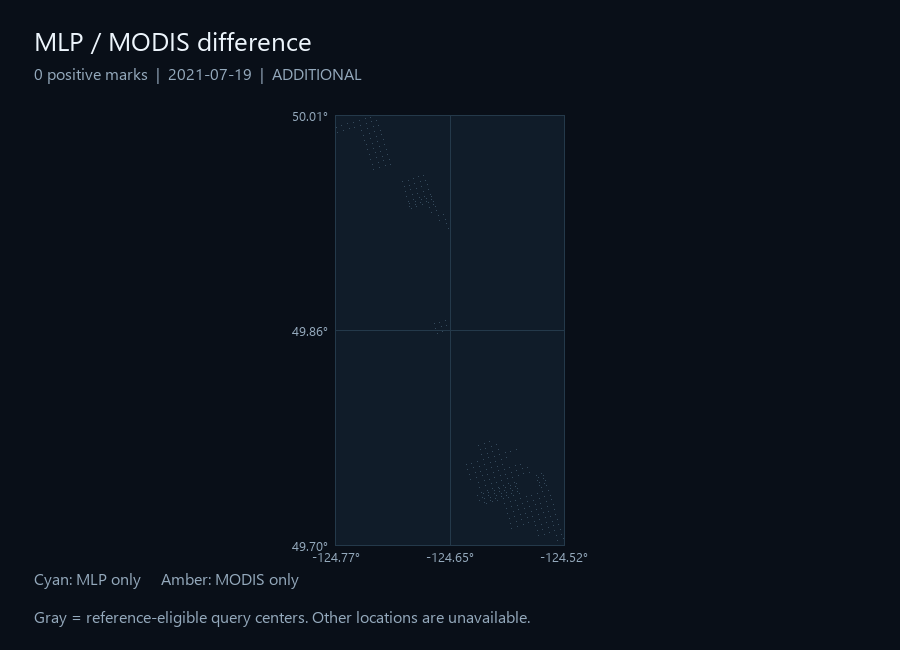 MLP / MODIS difference
0 positive marks | 2021-07-19 | ADDITIONAL
50.01°
49.86°
49.70°
-124.77° -124.65° -124.52°
Cyan: MLP only Amber: MODIS only
Gray = reference-eligible query centers. Other locations are unavailable.